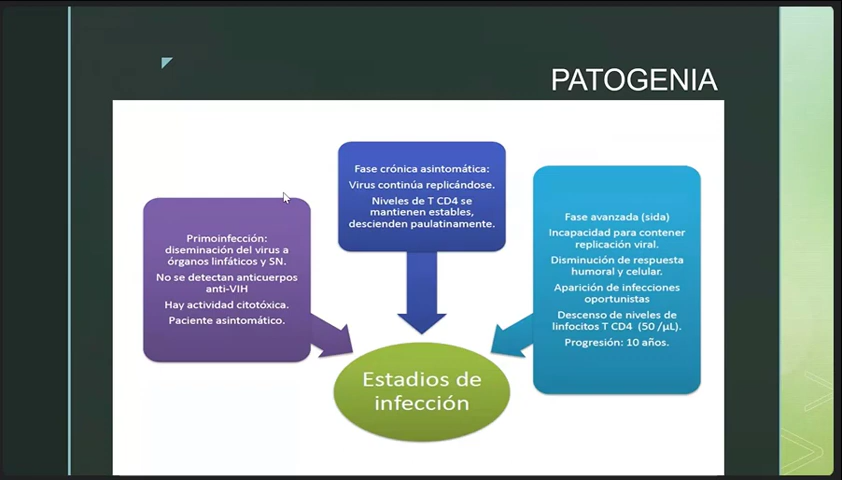 PATOGENIA
Primoinfección:
diseminación del virus a
órganos linfáticos y SN.
No se detectan anticuerpos
anti-VIH
Hay actividad citotóxica.
Paciente asintomático.
Fase crónica asintomática:
Virus continúa replicándose.
Niveles de T CD4 se
mantienen estables,
descienden paulatinamente.
Fase avanzada (sida)
Incapacidad para contener
replicación viral.
Disminución de respuesta
humoral y celular.
Aparición de infecciones
oportunistas
Descenso de niveles de
linfocitos T CD4 (50 /µL).
Progresión: 10 años.
Estadios de
infección